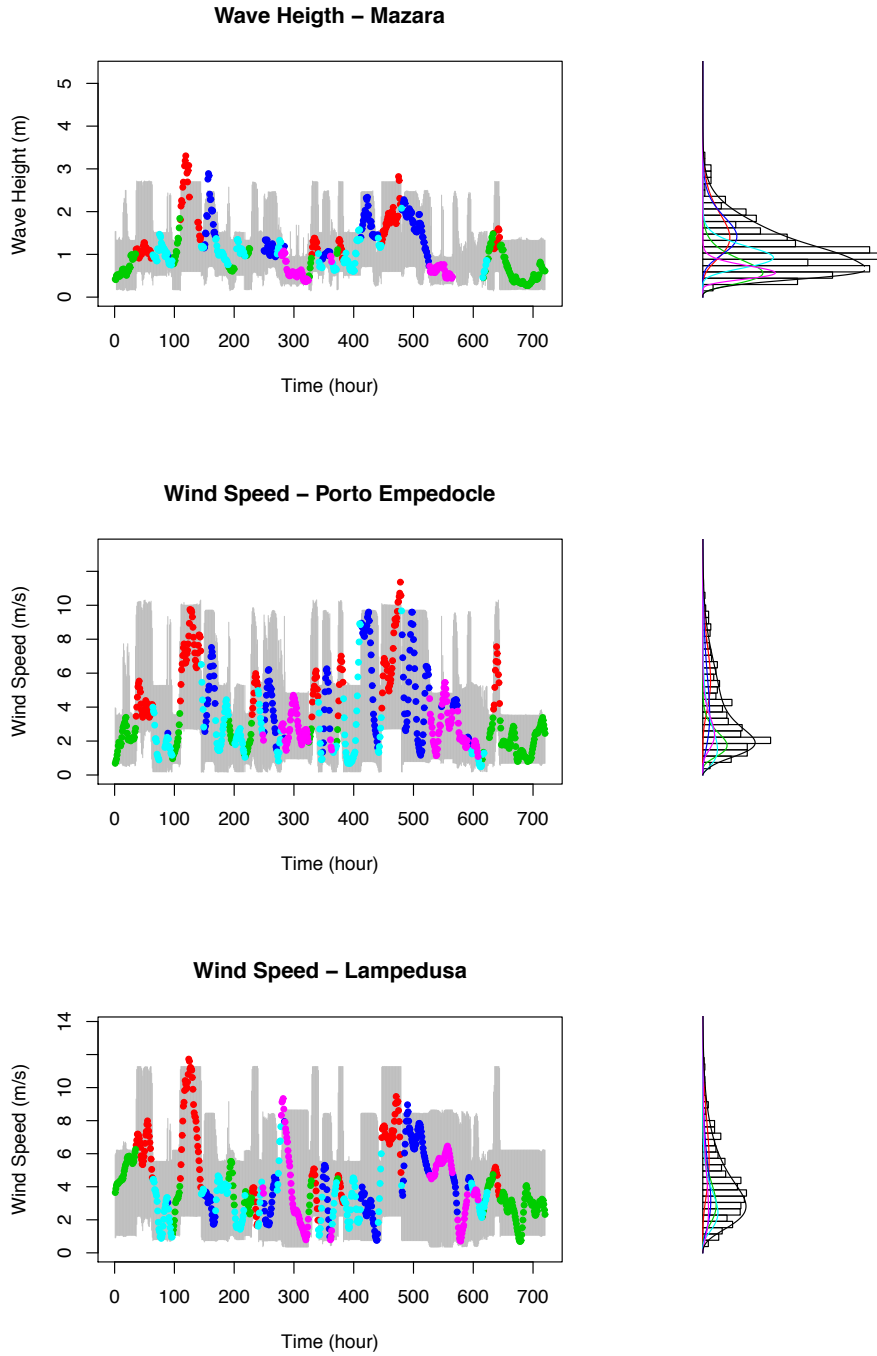 Wave Heigth – Mazara
Wave Height (m)
5
4
3
2
1
0
0 100 200 300 400 500 600 700
Time (hour)
Wind Speed – Porto Empedocle
Wind Speed (m/s)
10
8
6
4
2
0
0 100 200 300 400 500 600 700
Time (hour)
Wind Speed – Lampedusa
Wind Speed (m/s)
14
10
8
6
4
2
0
0 100 200 300 400 500 600 700
Time (hour)